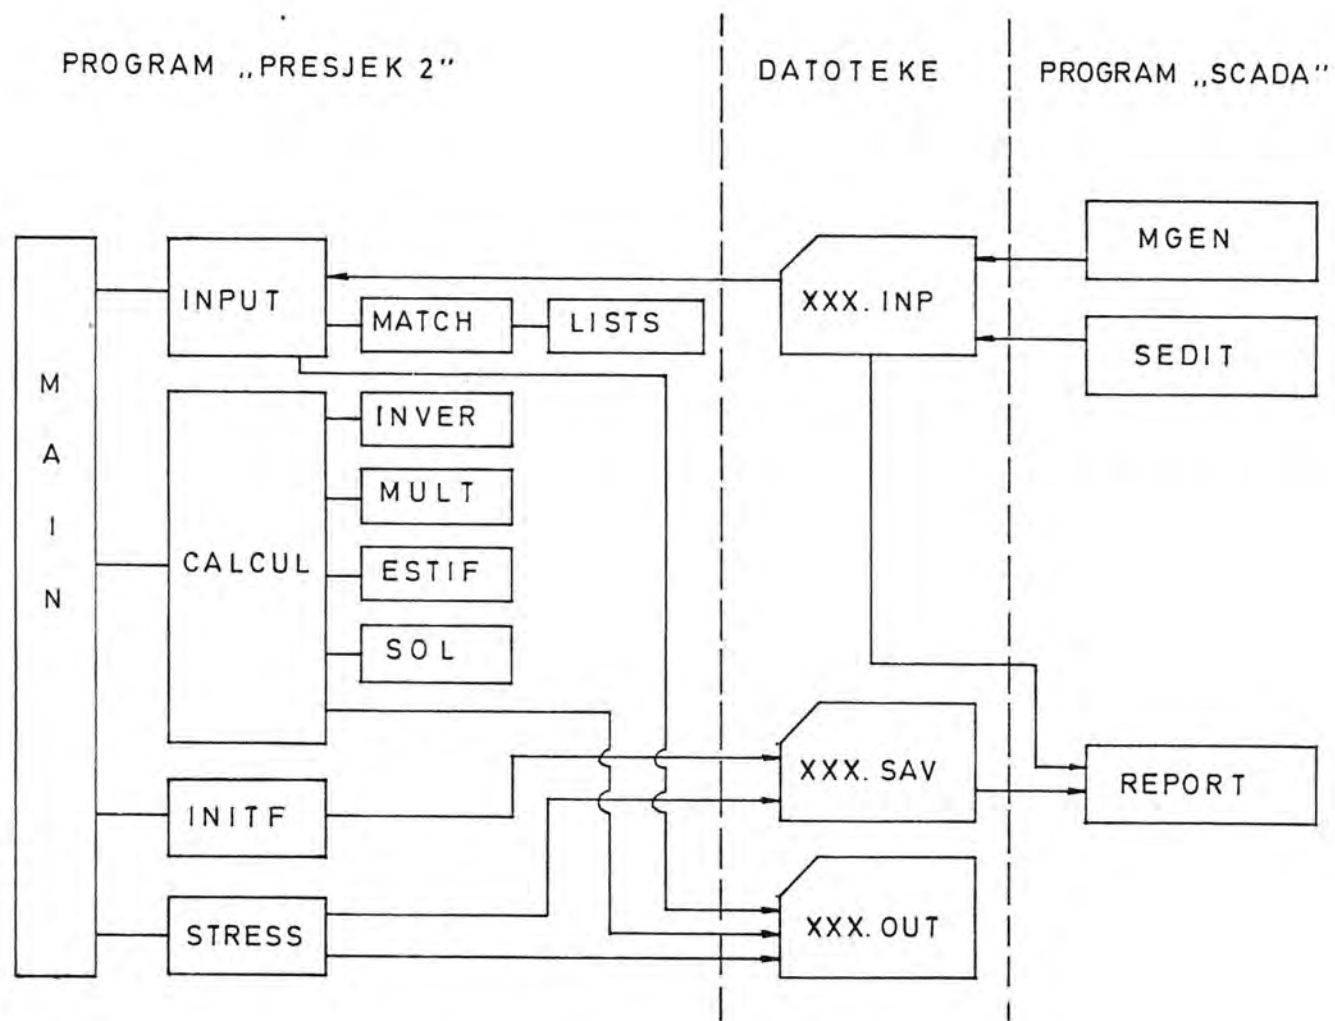 PROGRAM „PRESJEK 2"
DATOTEKE
PROGRAM „SCADA"
MAIN
INPUT
MATCH
LISTS
XXX. INP
MGEN
SEDIT
CALCUL
INVER
MULT
ESTIF
SOL
INITF
STRESS
XXX. SAV
XXX. OUT
REPORT